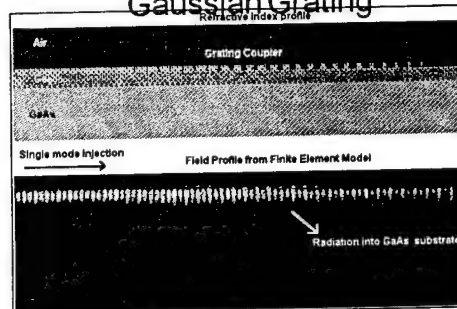 Gaussian Grating
Refractive Index profile
Air
Grating Coupler
GaAs
Single mode injection
Field Profile from Finite Element Model
Radiation into GaAs substrate